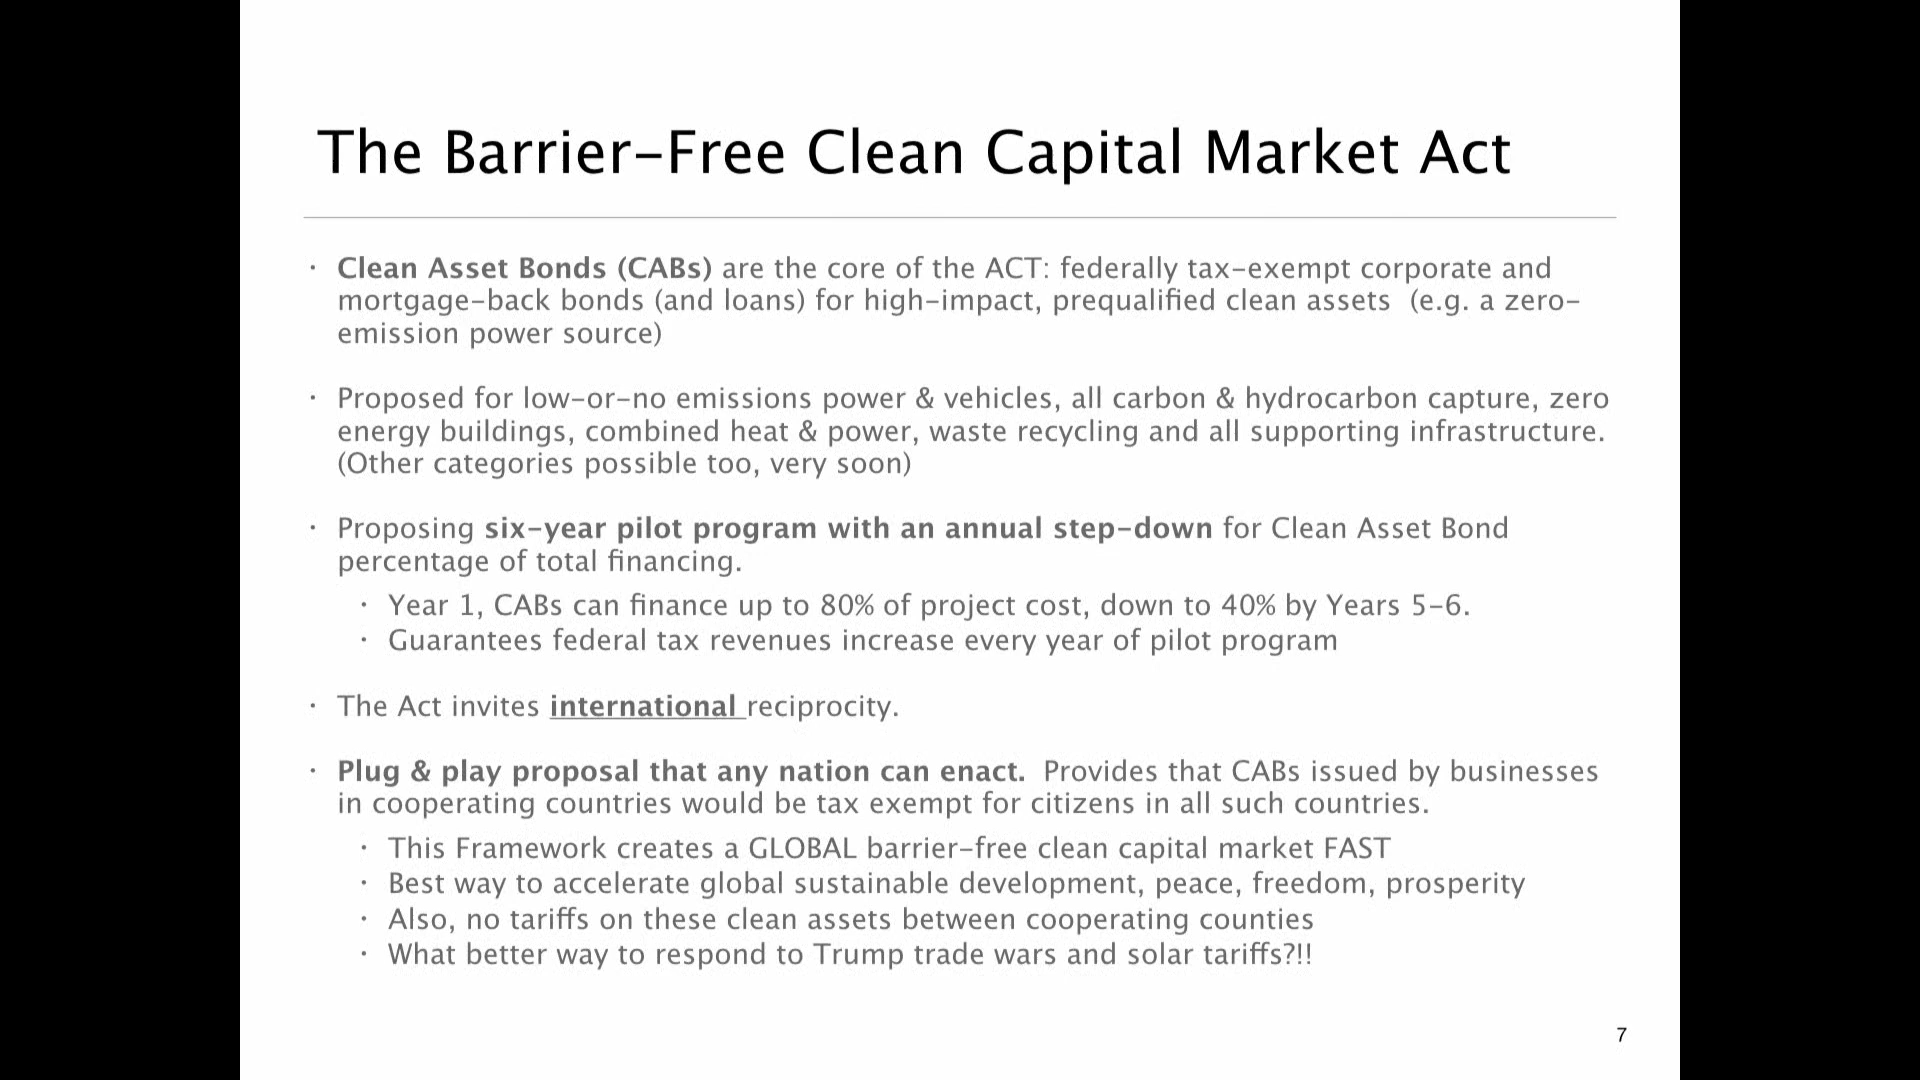 The Barrier-Free Clean Capital Market Act
· Clean Asset Bonds (CABs) are the core of the ACT: federally tax-exempt corporate and
mortgage-back bonds (and loans) for high-impact, prequalified clean assets (e.g. a zero-
emission power source)
· Proposed for low-or-no emissions power & vehicles, all carbon & hydrocarbon capture, zero
energy buildings, combined heat & power, waste recycling and all supporting infrastructure.
(Other categories possible too, very soon)
· Proposing six-year pilot program with an annual step-down for Clean Asset Bond
percentage of total financing.
· Year 1, CABs can finance up to 80% of project cost, down to 40% by Years 5-6.
· Guarantees federal tax revenues increase every year of pilot program
· The Act invites international reciprocity.
· Plug & play proposal that any nation can enact. Provides that CABs issued by businesses
in cooperating countries would be tax exempt for citizens in all such countries.
· This Framework creates a GLOBAL barrier-free clean capital market FAST
· Best way to accelerate global sustainable development, peace, freedom, prosperity
· Also, no tariffs on these clean assets between cooperating counties
· What better way to respond to Trump trade wars and solar tariffs?!!
7